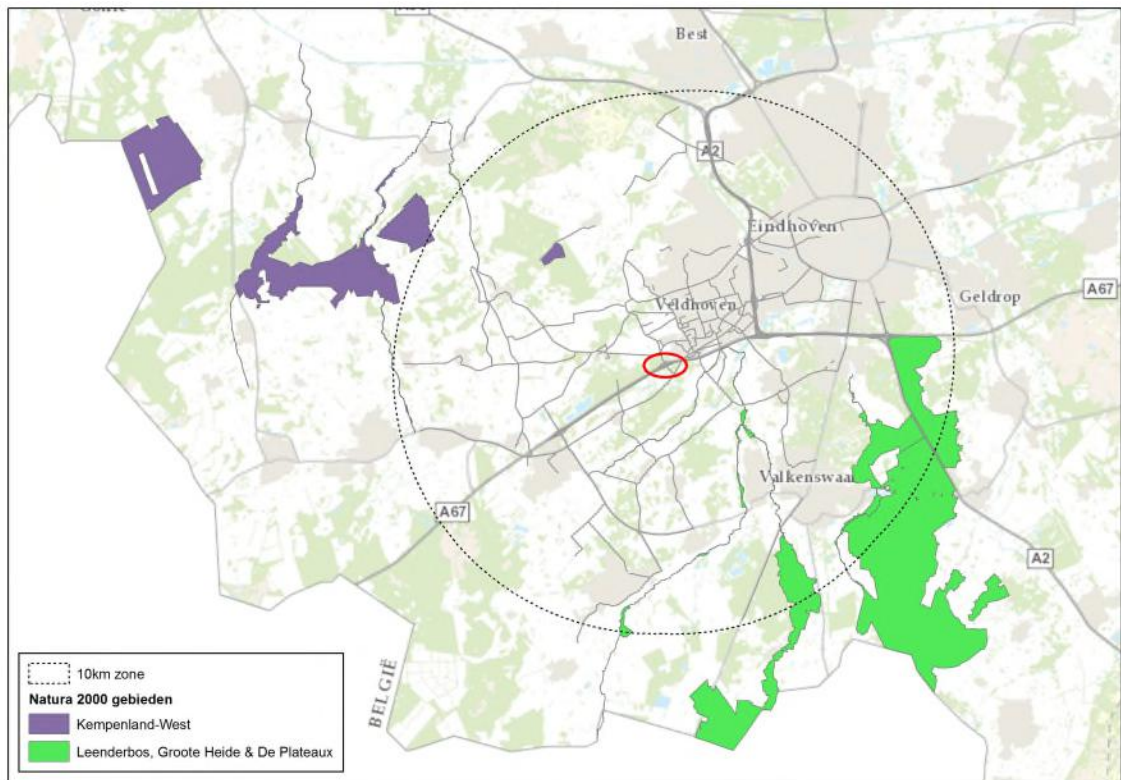 Best
A2
Eindhoven
Veldhoven
Geldrop
A67
Valkenswaar
A67
A2
BELGIË
10km zone
Natura 2000 gebieden
Kempenland-West
Leenderbos, Groote Heide & De Plateaux